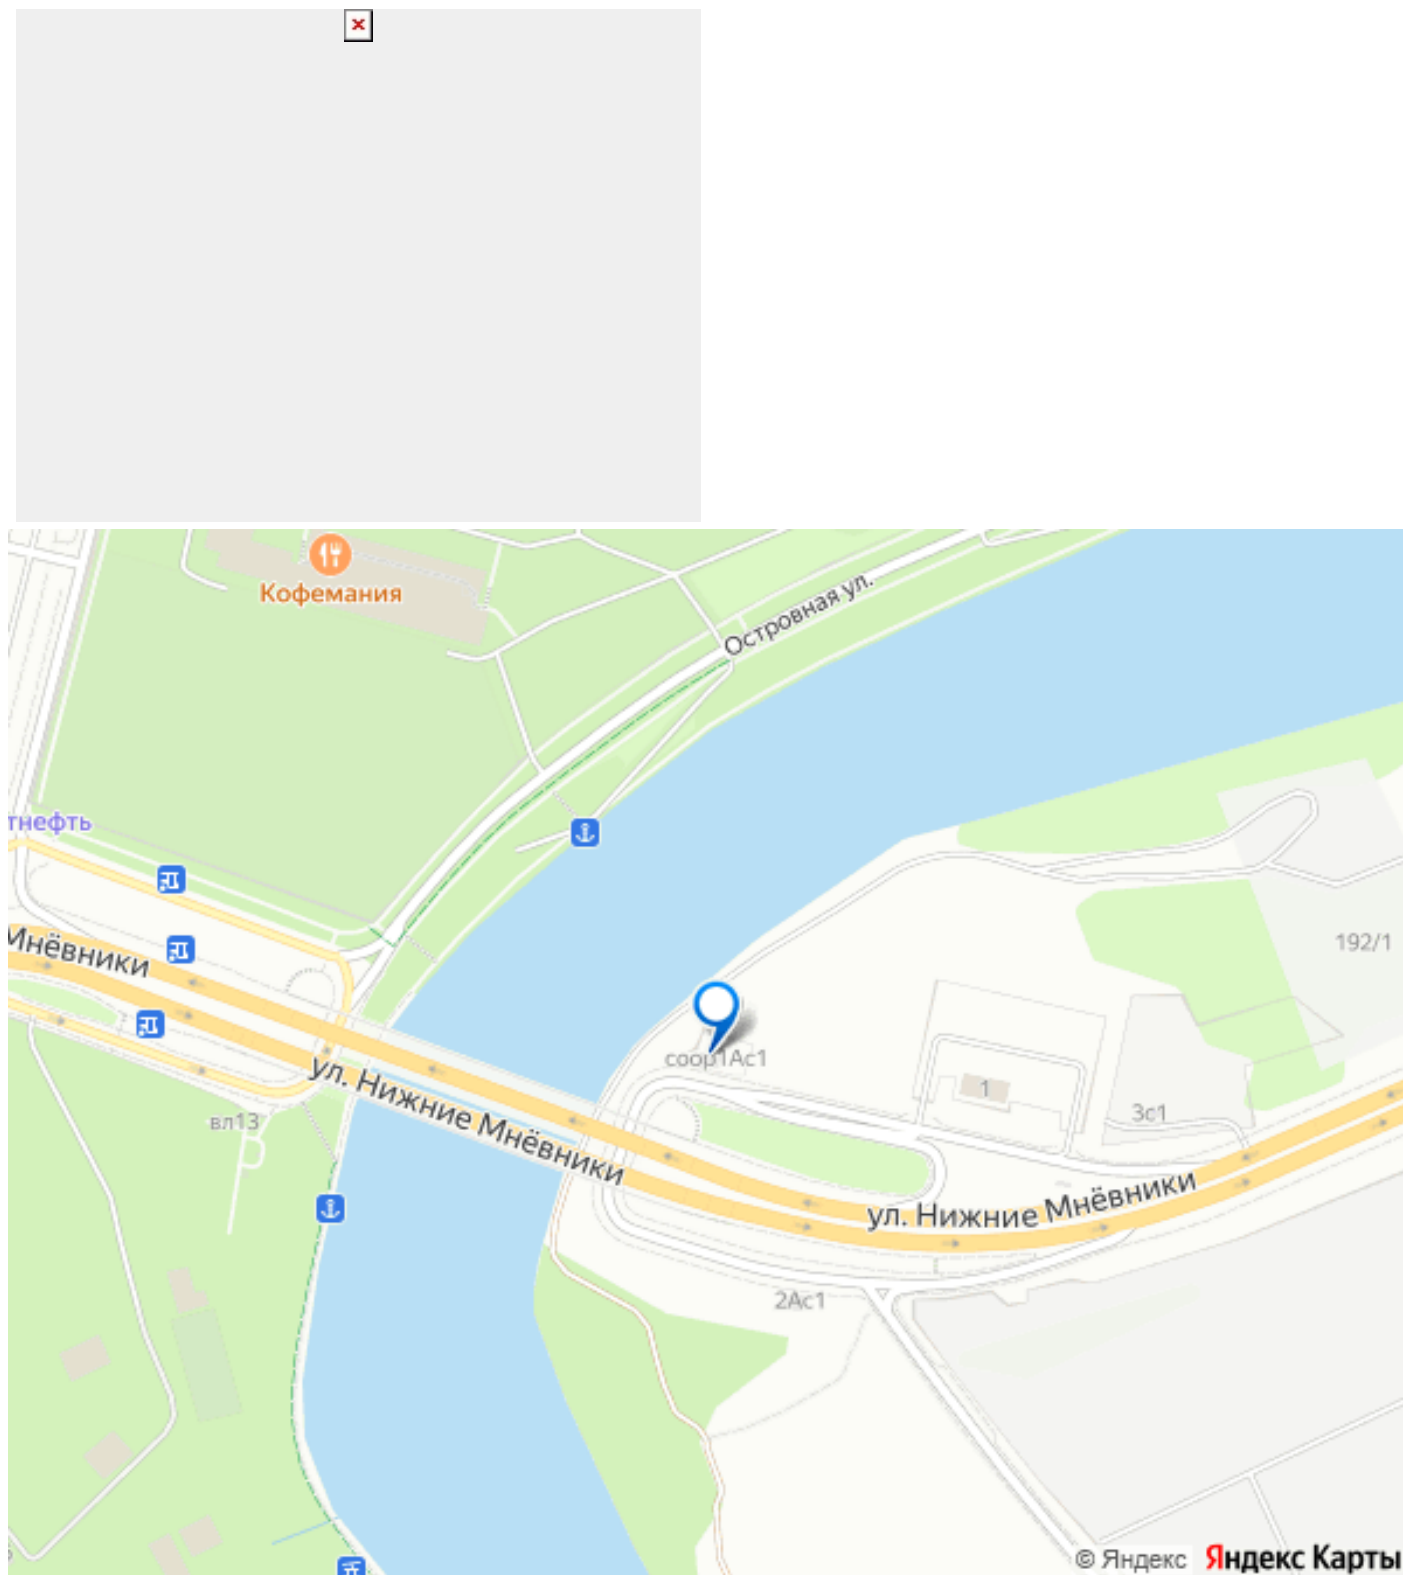 Кофемания
Островная ул.
тнефть
Мнёвники
192/1
соор1Ас1
1
3с1
ул. Нижние Мнёвники
вл13
ул. Нижние Мнёвники
2Ас1
© Яндекс Яндекс Карты